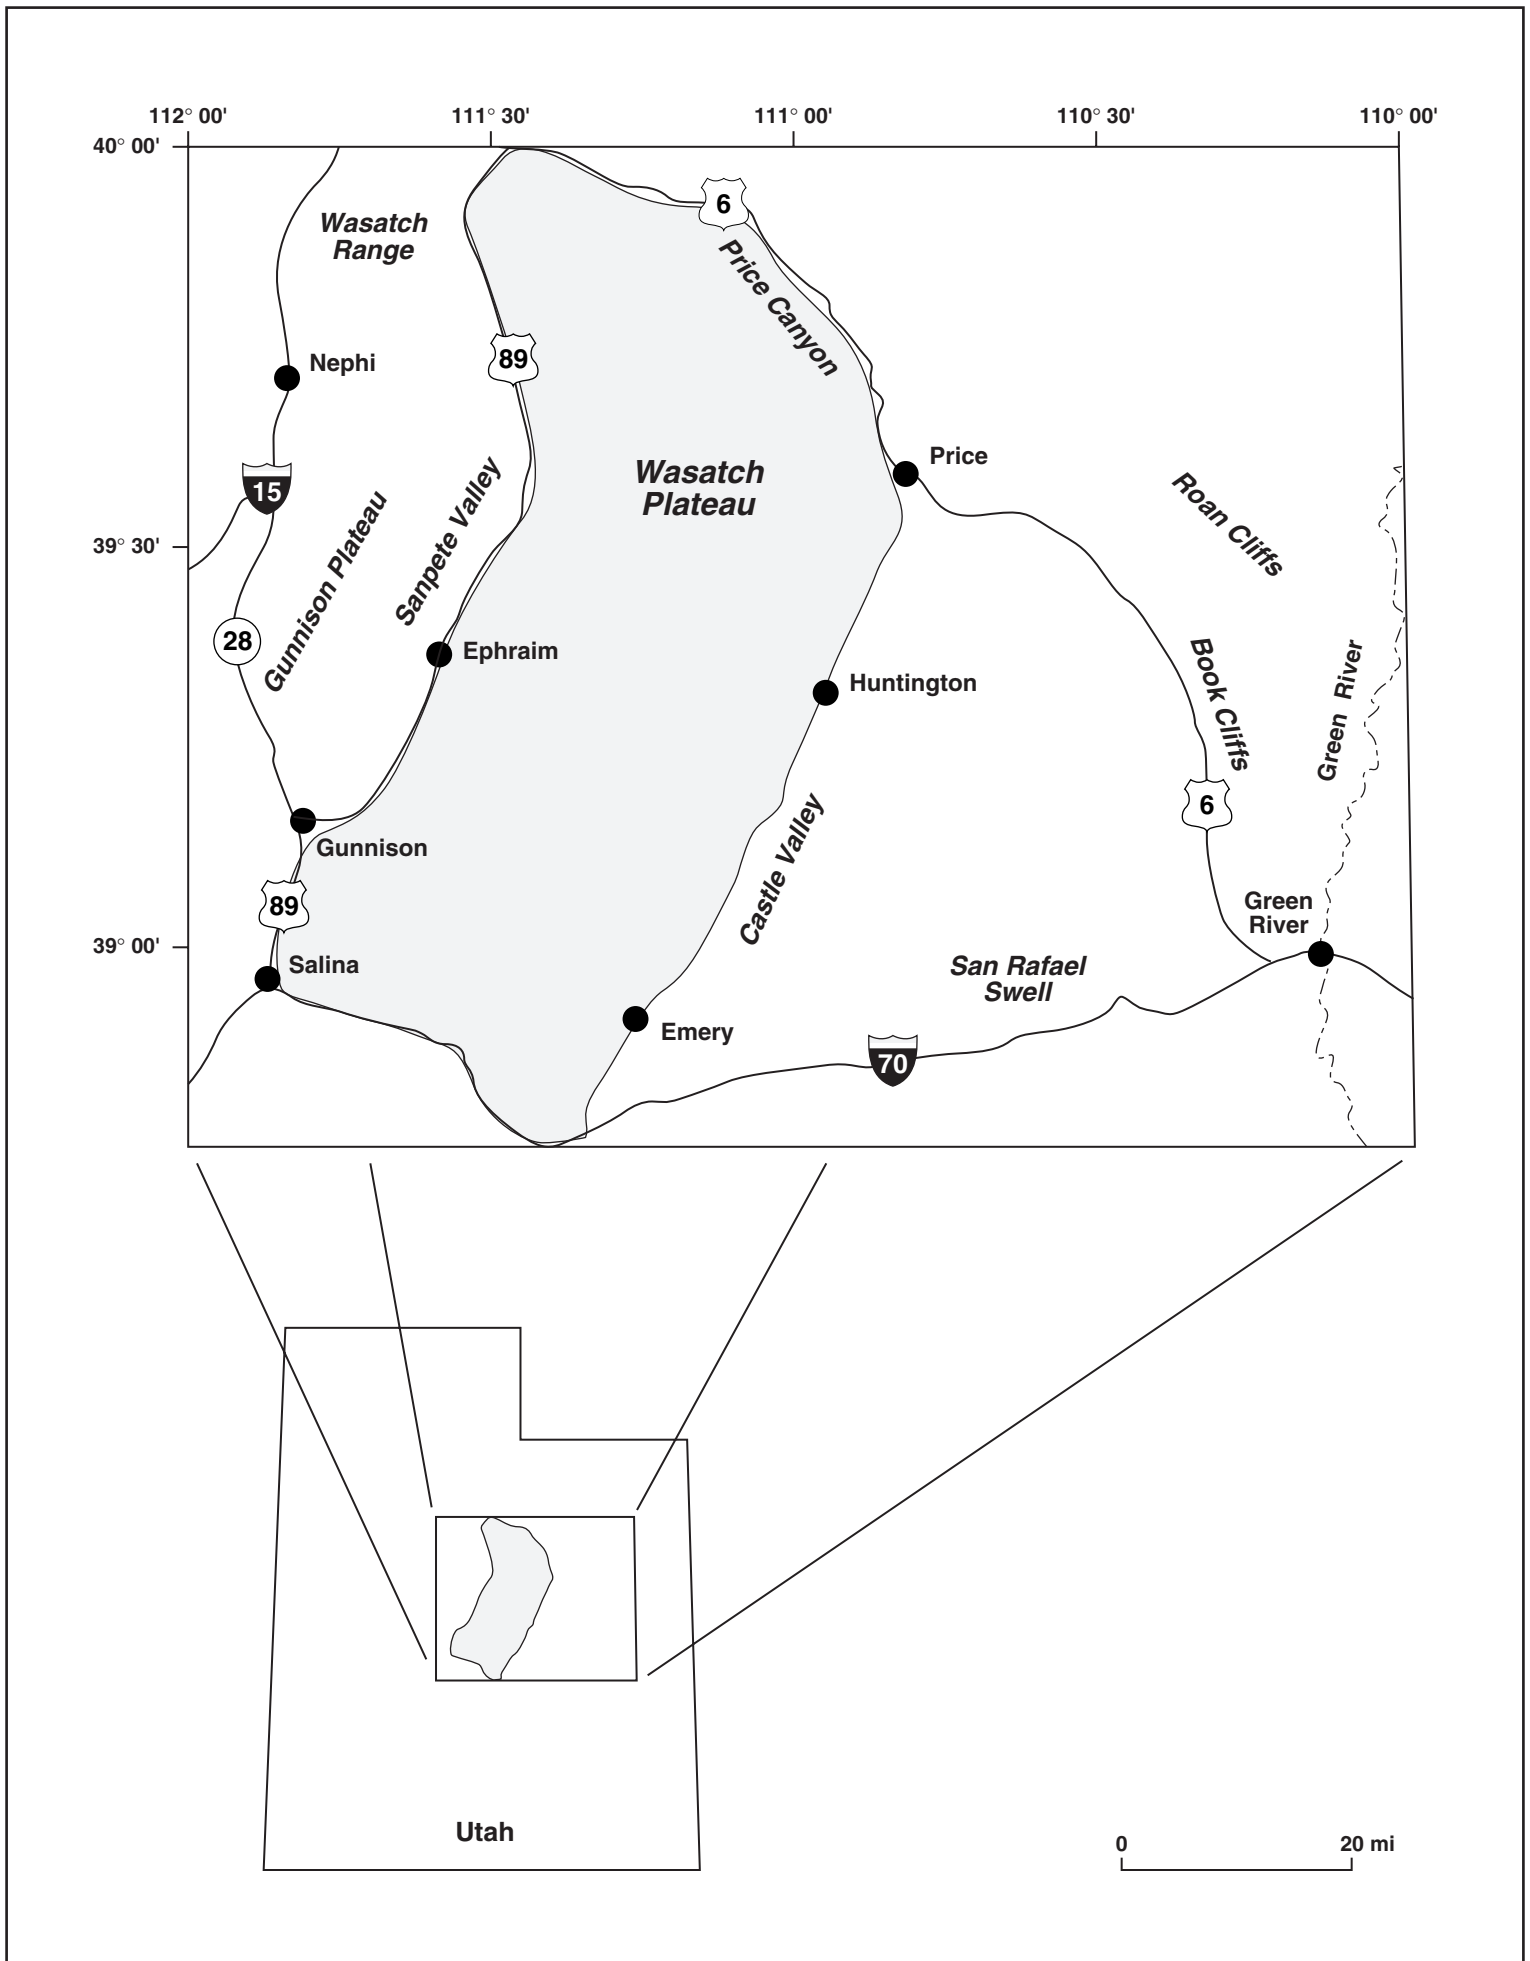 112° 00'
111° 30'
111° 00'
110° 30'
110° 00'
40° 00'
6
Wasatch
Range
Price Canyon
89
Nephi
Wasatch
Plateau
Price
15
Sanpete Valley
Roan Cliffs
Gunnison Plateau
39° 30'
28
Ephraim
Huntington
Book Cliffs
Green River
6
Castle Valley
Gunnison
89
Green
River
39° 00'
Salina
San Rafael
Swell
Emery
70
Utah
0
20 mi